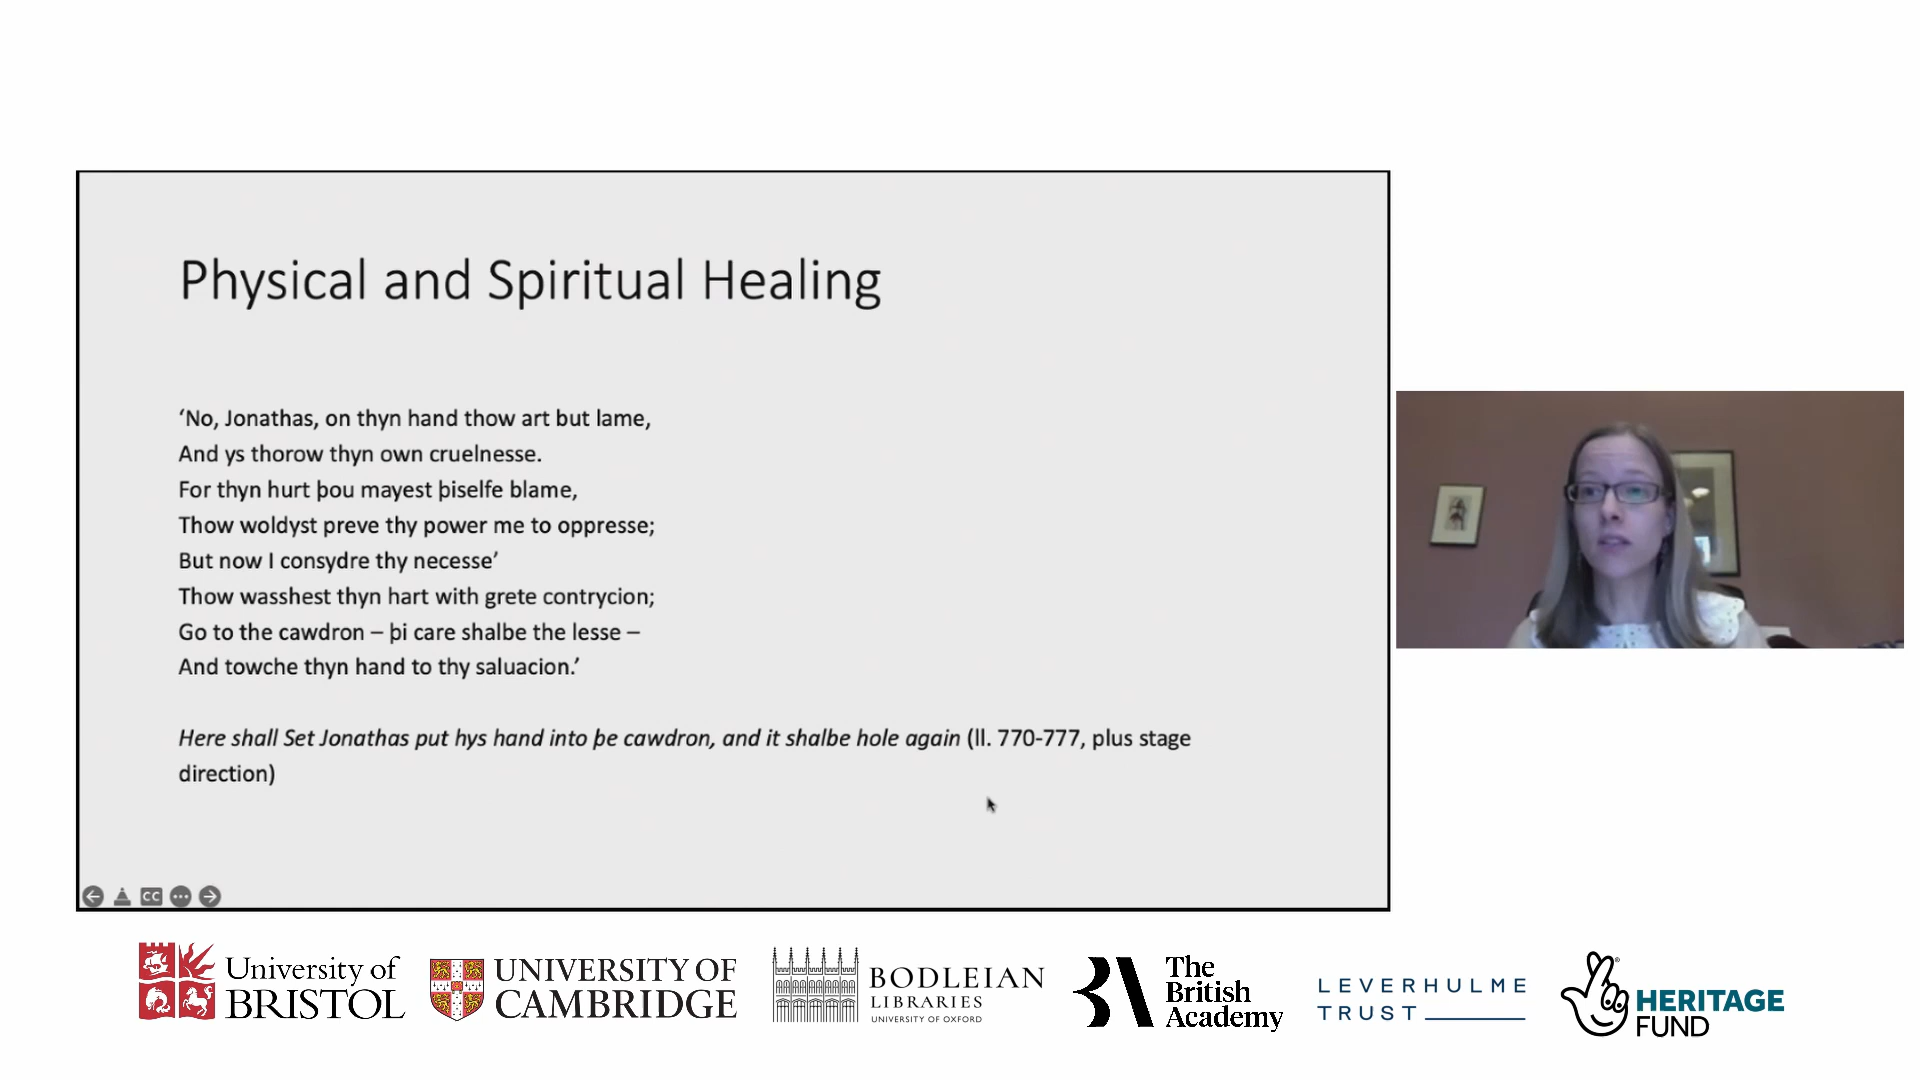 Physical and Spiritual Healing
‘No, Jonathas, on thyn hand thow art but lame,
And ys thorow thyn own cruelnesse.
For thyn hurt þou mayest þiselfe blame,
Thow woldyst preve thy power me to oppresse;
But now I consydre thy necesse’
Thow wasshest thyn hart with grete contrycion;
Go to the cawdron – þi care shalbe the lesse –
And towche thyn hand to thy saluacion.’
Here shall Set Jonathas put hys hand into þe cawdron, and it shalbe hole again (ll. 770-777, plus stage
direction)
CC
University of
BRISTOL
UNIVERSITY OF
CAMBRIDGE
BODLEIAN
LIBRARIES
UNIVERSITY OF OXFORD
The
British
Academy
LEVERHULME
TRUST
HERITAGE
FUND